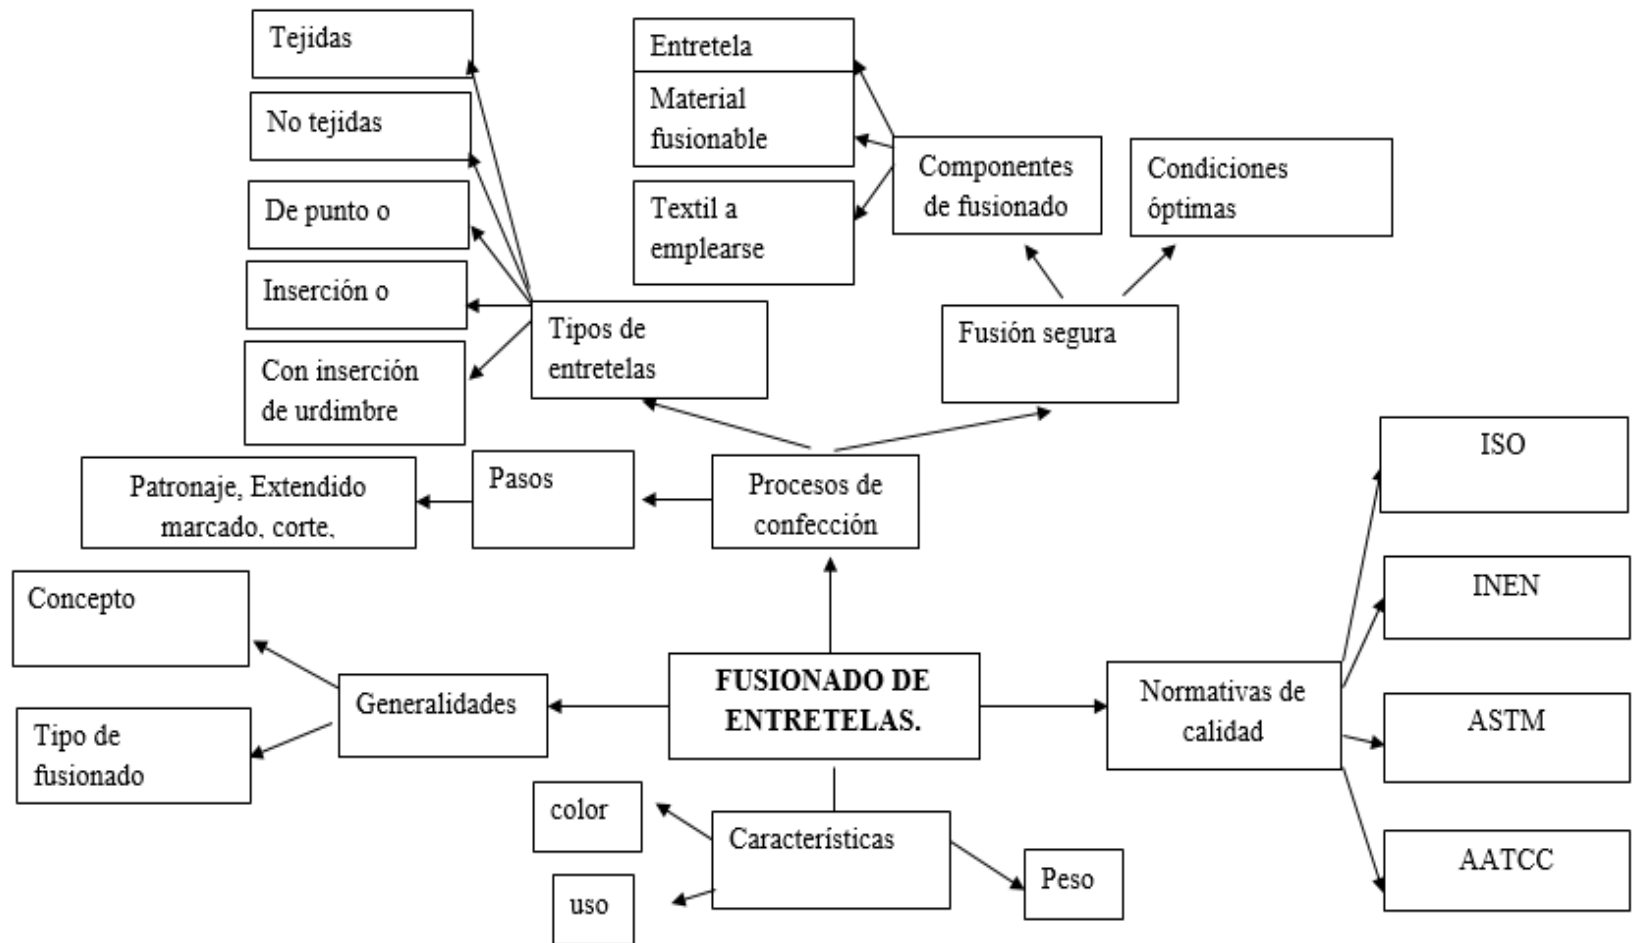 Tejidas
No tejidas
De punto o
Inserción o
Con inserción
de urdimbre
Entretela
Material
fusionable
Textil a
emplearse
Componentes
de fusionado
Condiciones
óptimas
Tipos de
entretelas
Fusión segura
Patronaje, Extendido
marcado, corte,
Pasos
Procesos de
confección
Concepto
Tipo de
fusionado
Generalidades
FUSIONADO DE
ENTRETELAS.
Normativas de
calidad
ISO
INEN
ASTM
AATCC
color
uso
Características
Peso